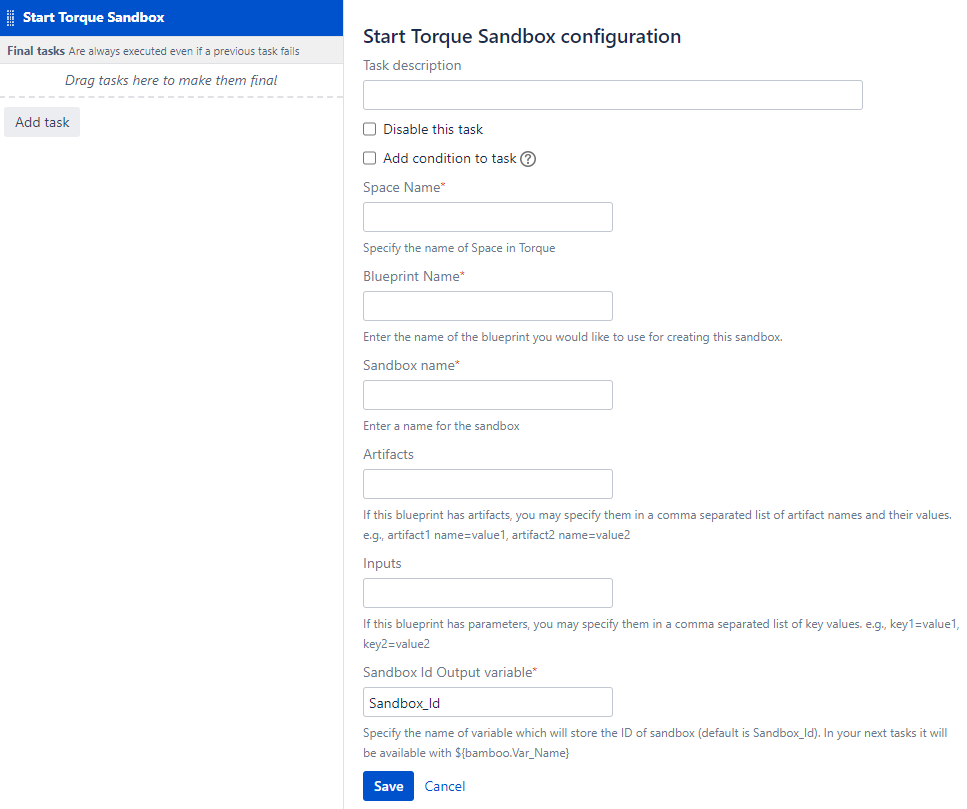 Start Torque Sandbox
Final tasks Are always executed even if a previous task fails
Drag tasks here to make them final
Add task
Start Torque Sandbox configuration
Task description
Disable this task
Add condition to task ?
Space Name*
Specify the name of Space in Torque
Blueprint Name*
Enter the name of the blueprint you would like to use for creating this sandbox.
Sandbox name*
Enter a name for the sandbox
Artifacts
If this blueprint has artifacts, you may specify them in a comma separated list of artifact names and their values.
e.g., artifact1 name=value1, artifact2 name=value2
Inputs
If this blueprint has parameters, you may specify them in a comma separated list of key values. e.g., key1=value1,
key2=value2
Sandbox Id Output variable*
Sandbox_Id
Specify the name of variable which will store the ID of sandbox (default is Sandbox_Id). In your next tasks it will
be available with ${bamboo.Var_Name}
Save Cancel